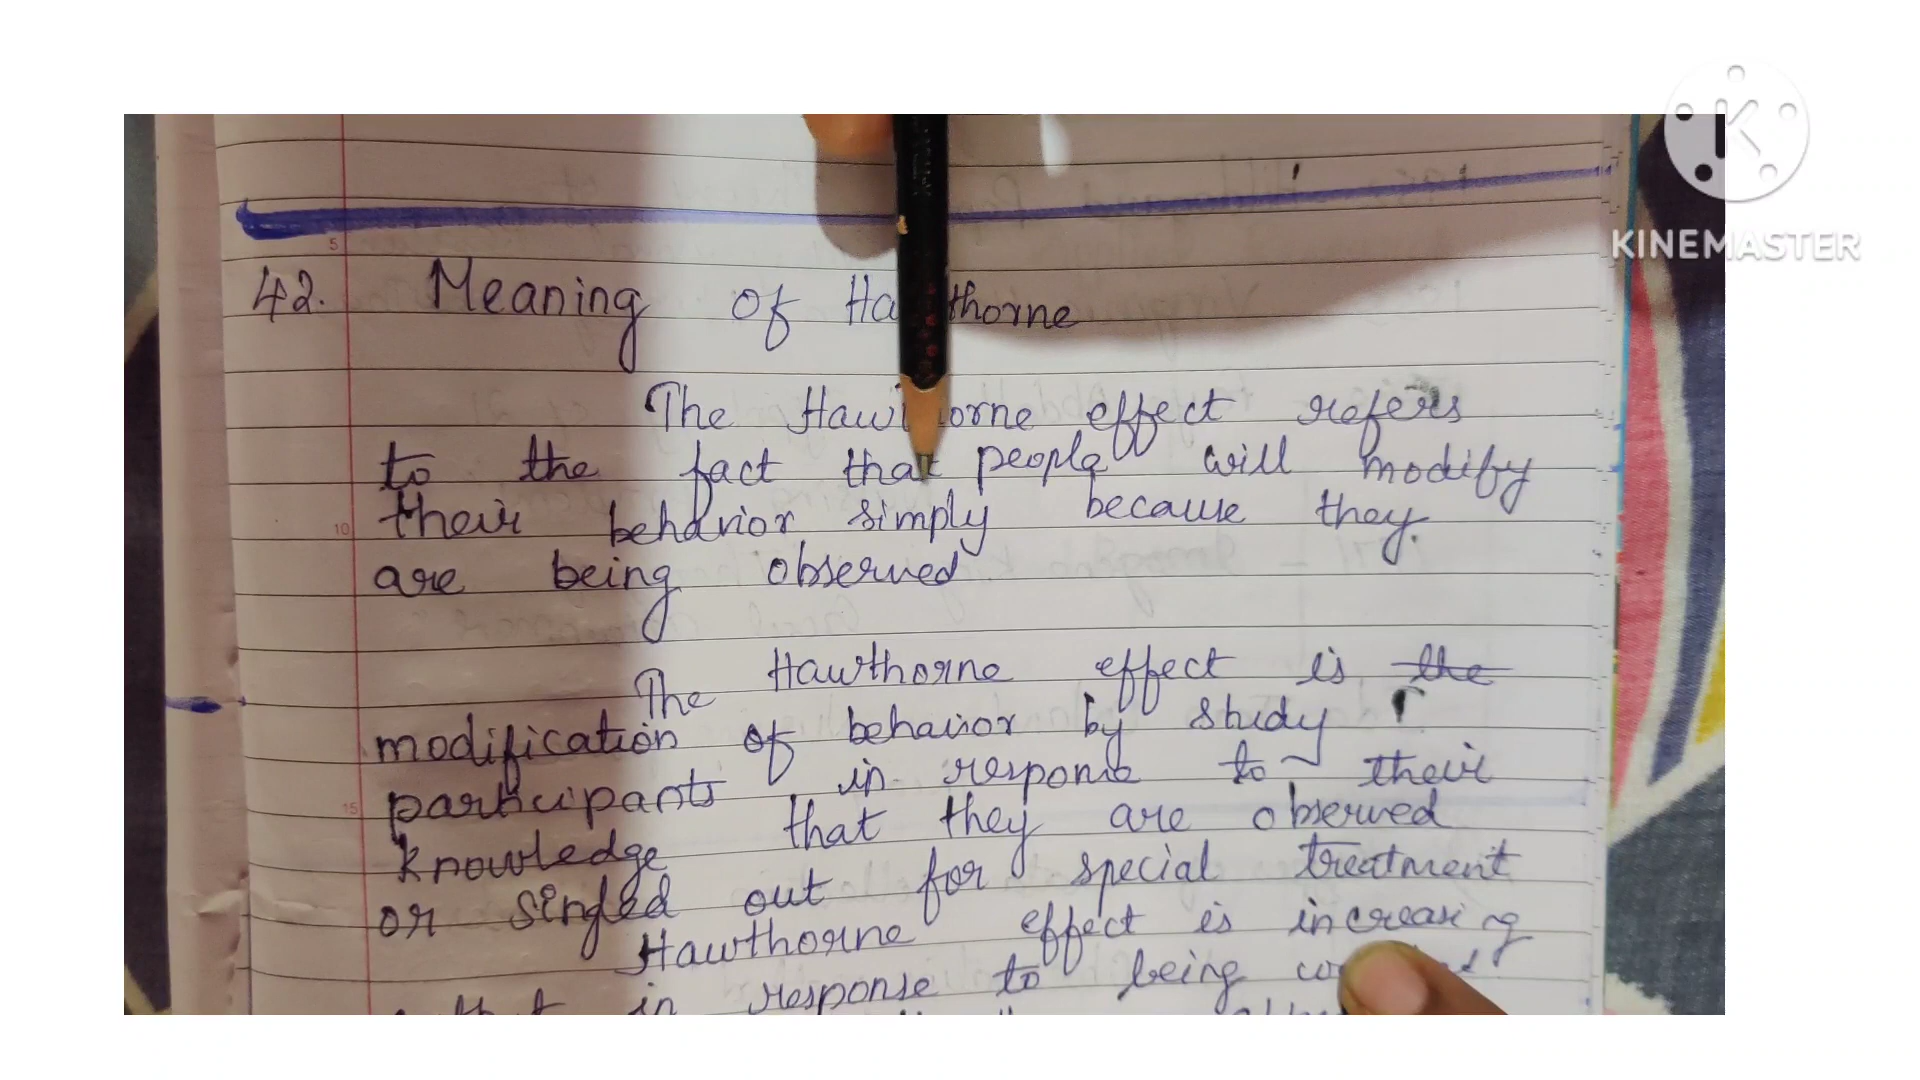 KINEMASTER
42. Meaning of Hawthorne
The Hawthorne effect refers
to the fact that people will modify
their behavior simply because they.
are being observed
The Hawthorne effect is the
modification of behavior by study
participants in response to their
knowledge that they are observed
or singled out for special treatment
Hawthorne effect is increasing
in response to being